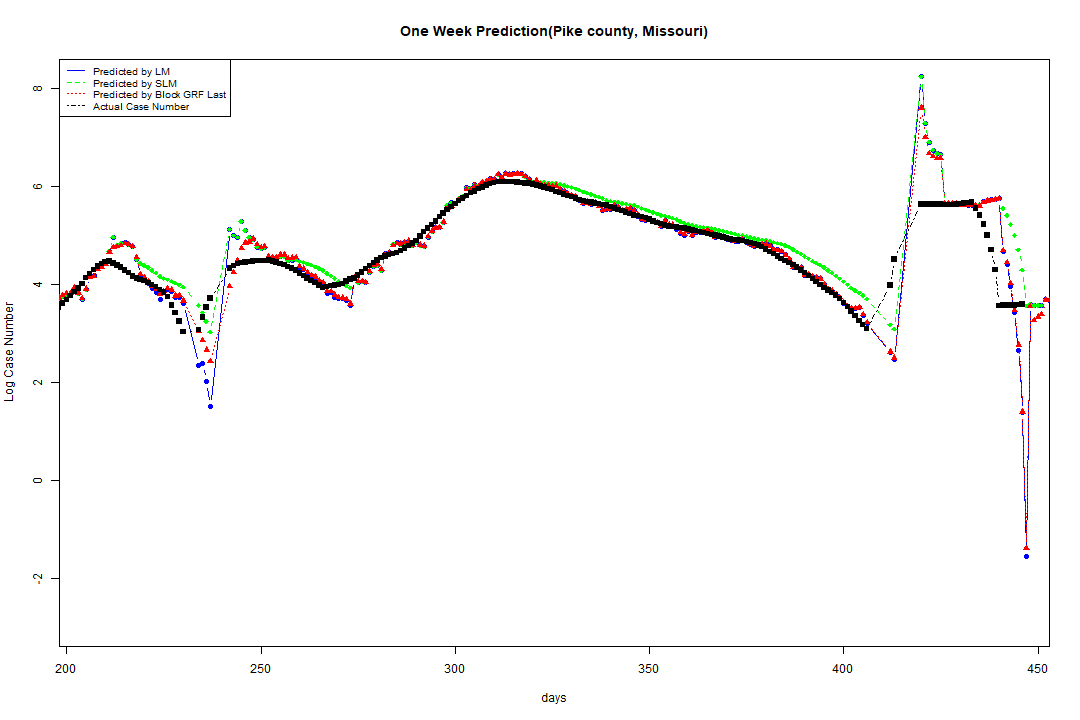 One Week Prediction(Pike county, Missouri)
Predicted by LM
Predicted by SLM
Predicted by Block GRF Last
Actual Case Number
Log Case Number
8
6
4
2
0
-2
200
250
300
350
400
450
days